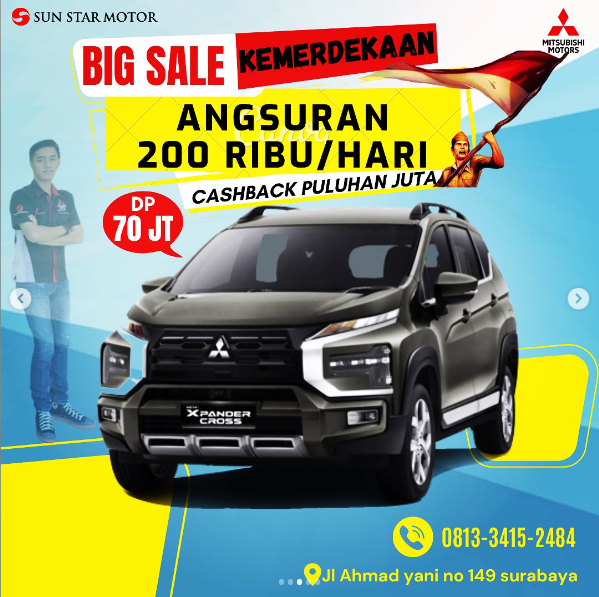 SUN STAR MOTOR
MITSUBISHI
MOTORS
BIG SALE
KEMERDEKAAN
ANGSURAN
200 RIBU/HARI
CASHBACK PULUHAN JUTA
DP
70 JT
XPANDER
CROSS
0813-3415-2484
Jl Ahmad yani no 149 surabaya